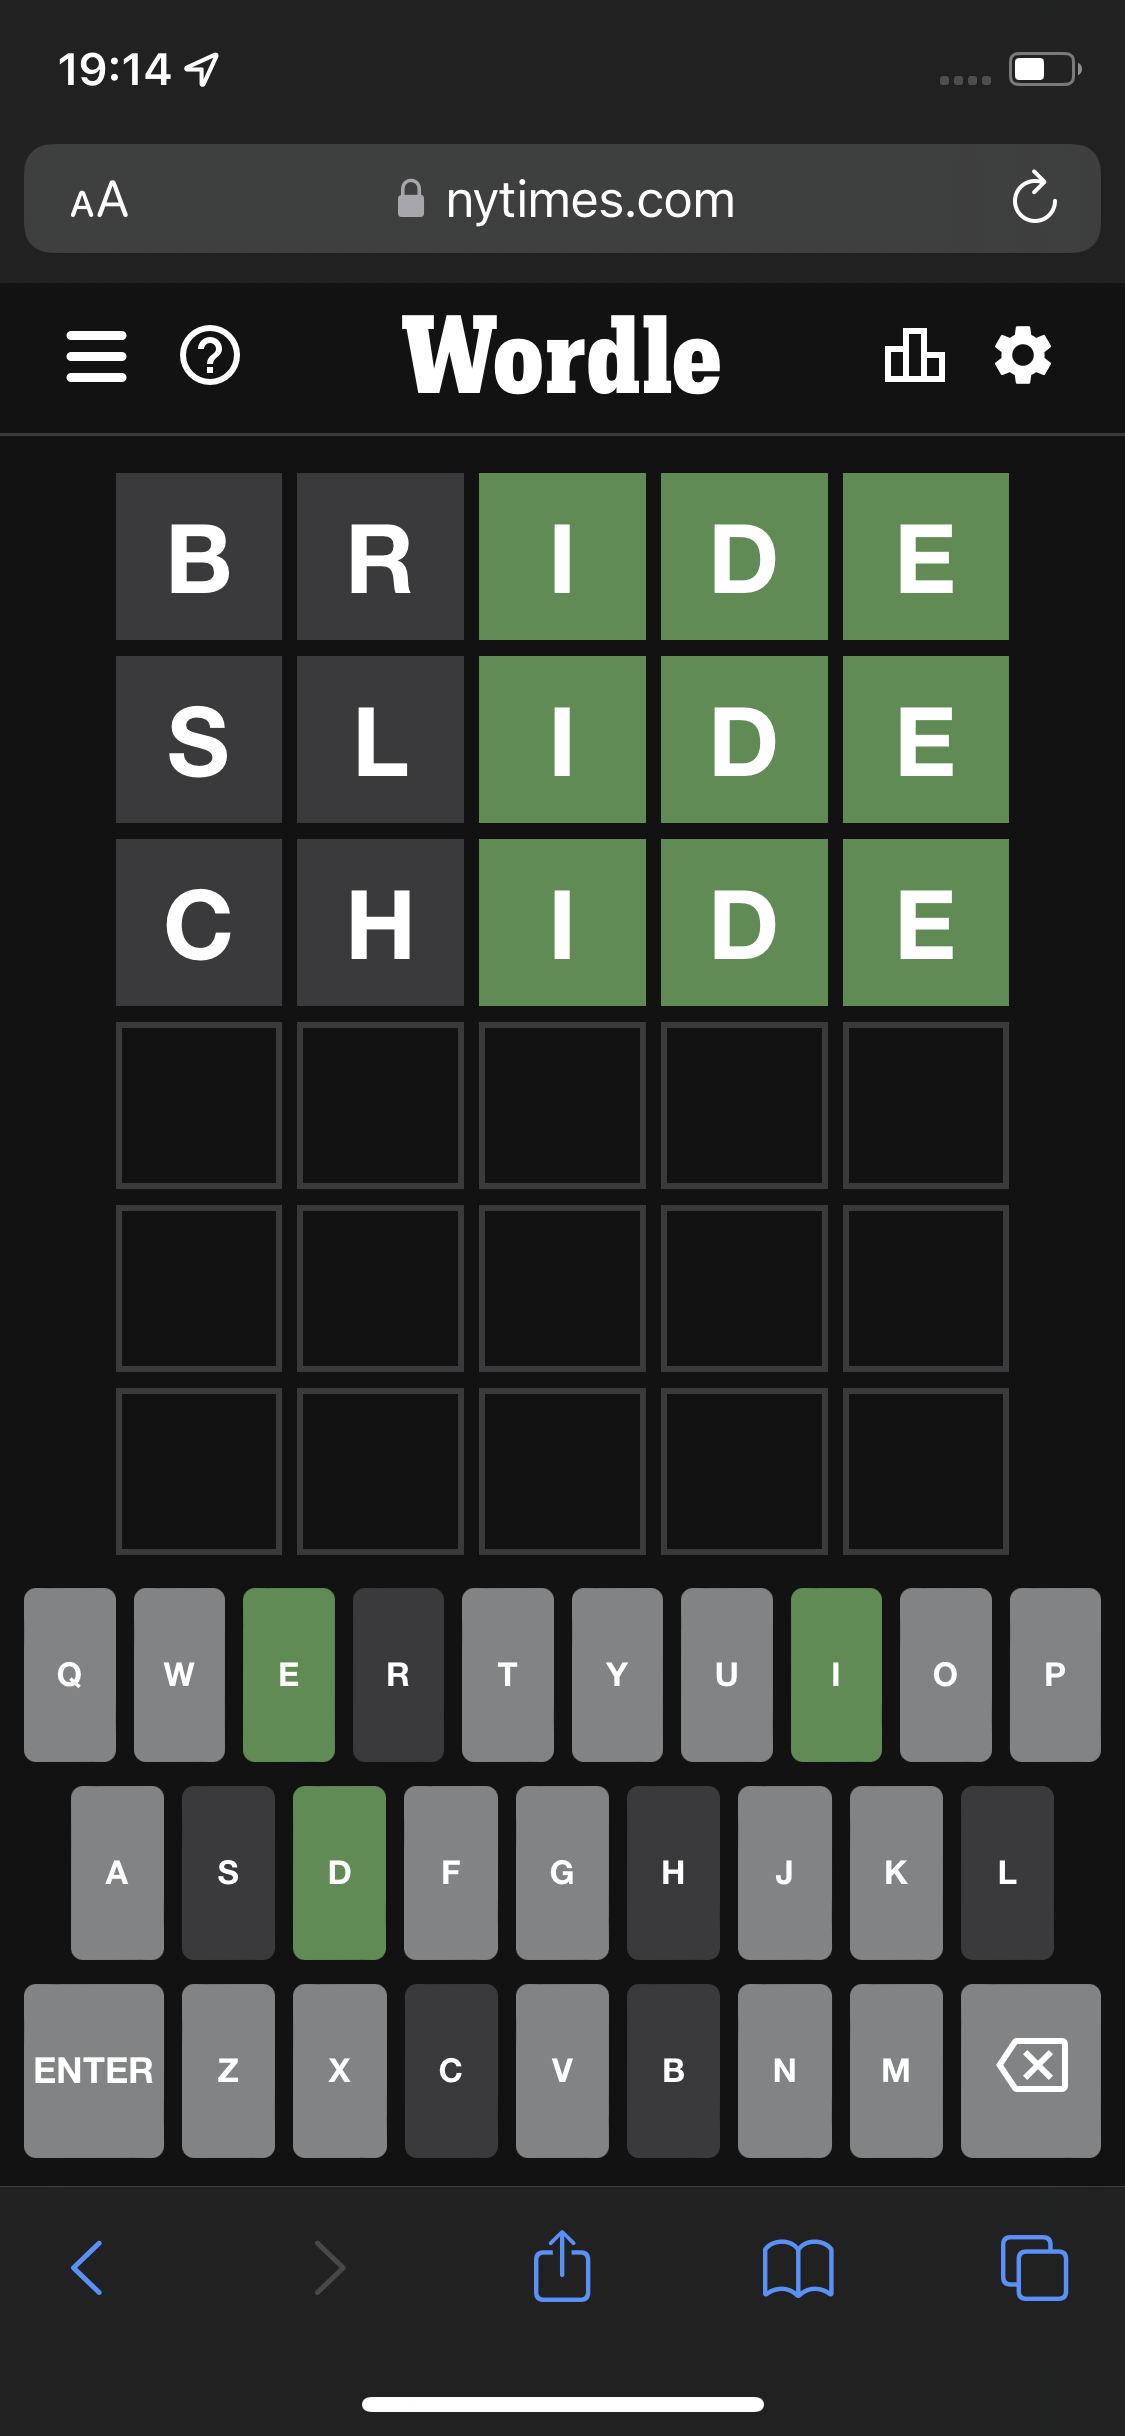 19:14
AA nytimes.com
Wordle
B R I D E
S L I D E
C H I D E
Q W E R T Y U I O P
A S D F G H J K L
ENTER Z X C V B N M